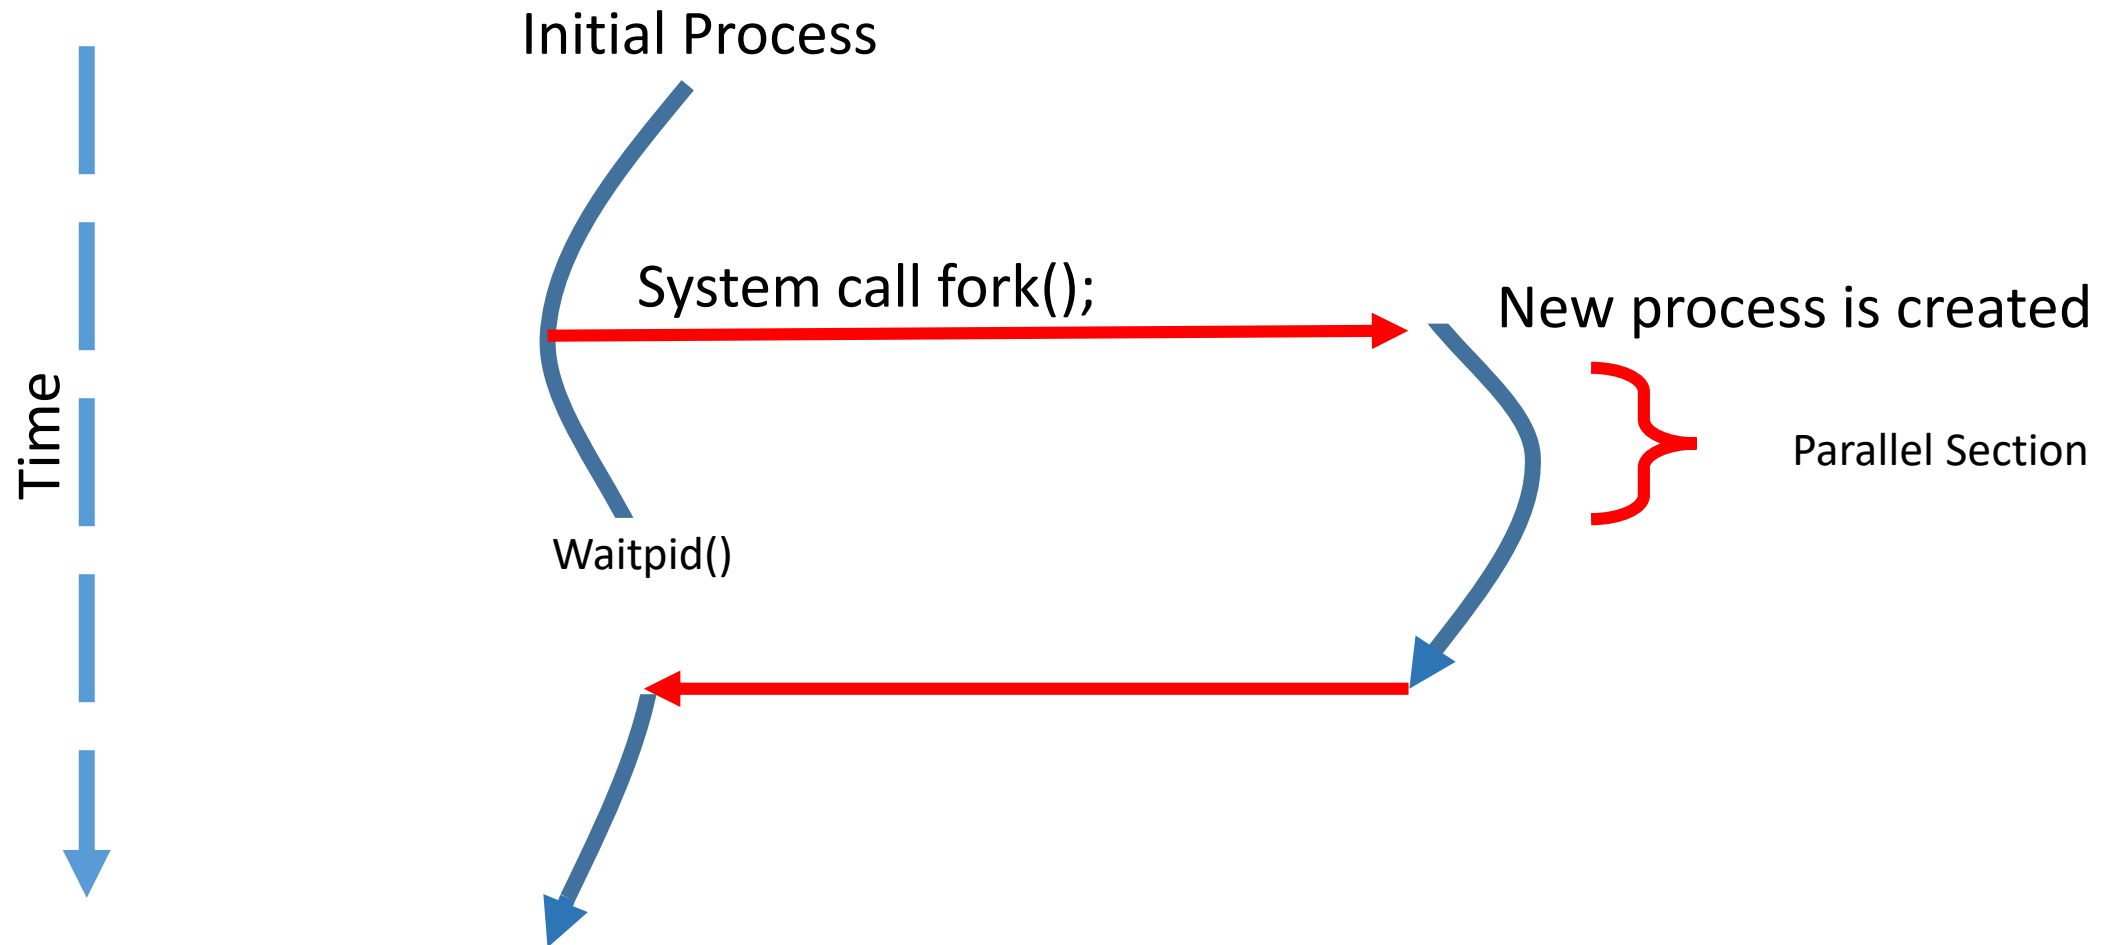 Initial Process
System call fork();
New process is created
Time
Parallel Section
Waitpid()